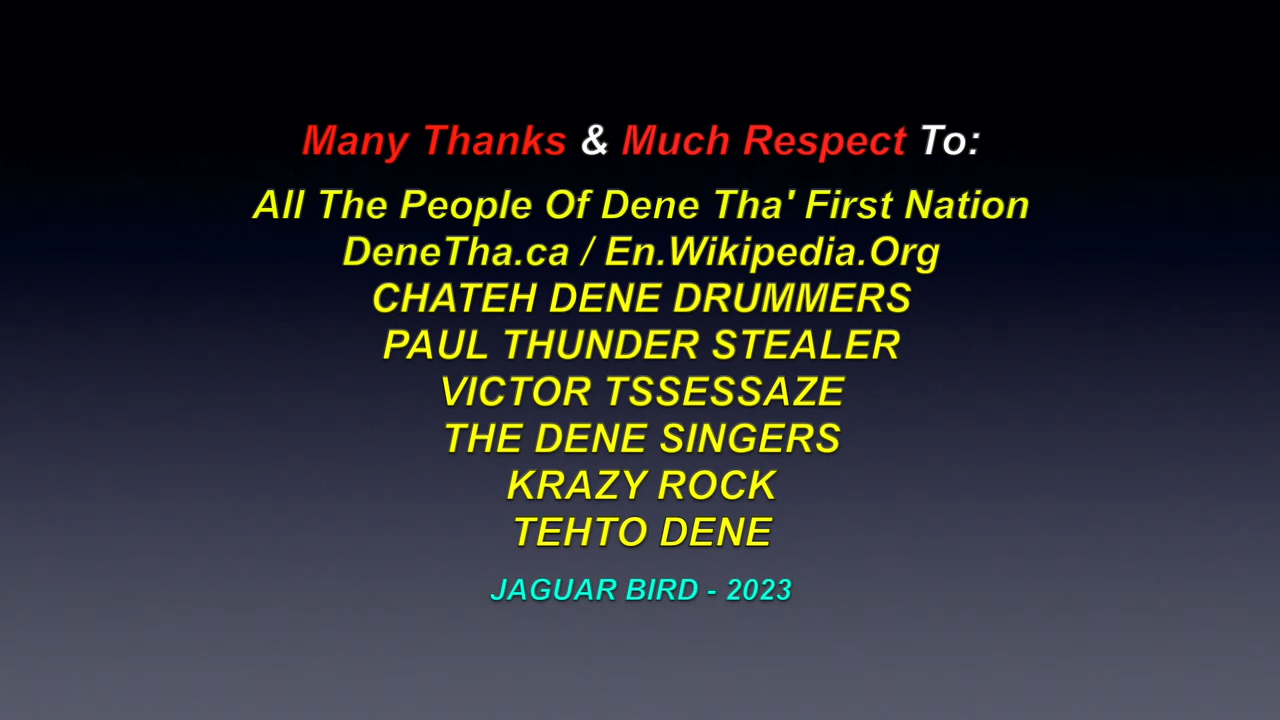 Many Thanks & Much Respect To:
All The People Of Dene Tha' First Nation
DeneTha.ca / En.Wikipedia.Org
CHATEH DENE DRUMMERS
PAUL THUNDER STEALER
VICTOR TSSESSAZE
THE DENE SINGERS
KRAZY ROCK
TEHTO DENE
JAGUAR BIRD - 2023